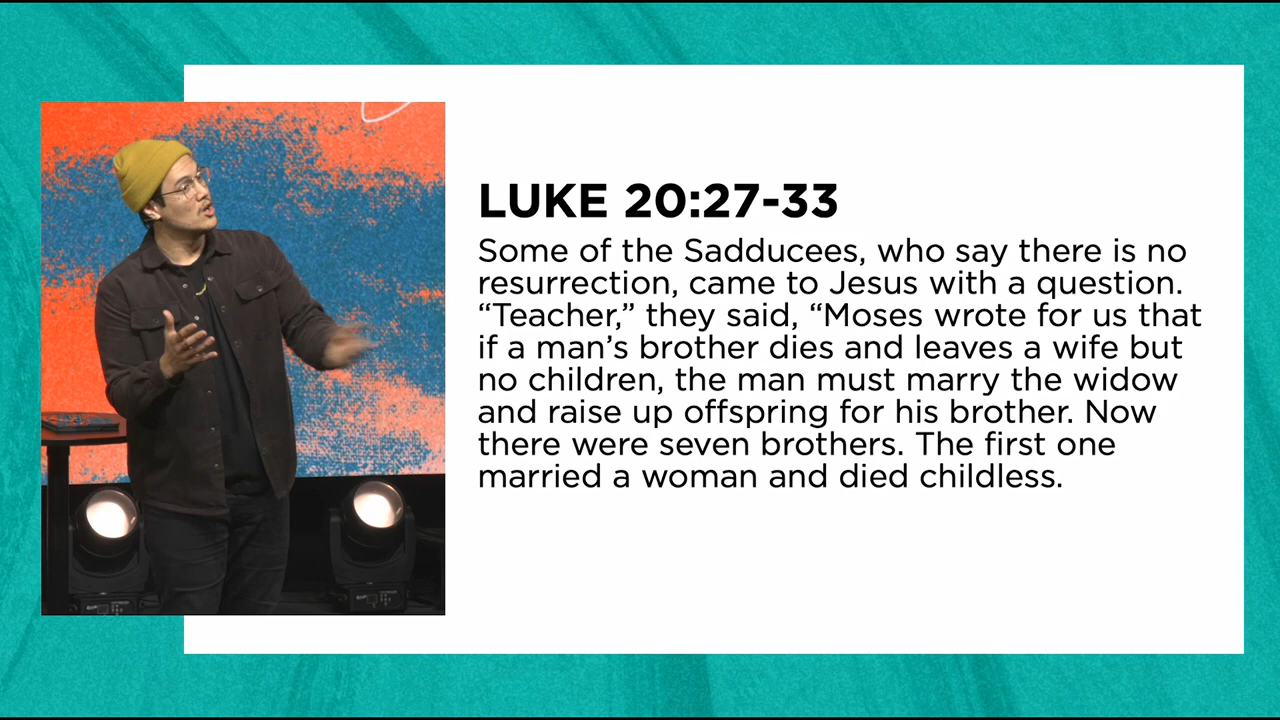 LUKE 20:27-33
Some of the Sadducees, who say there is no
resurrection, came to Jesus with a question.
“Teacher,” they said, “Moses wrote for us that
if a man’s brother dies and leaves a wife but
no children, the man must marry the widow
and raise up offspring for his brother. Now
there were seven brothers. The first one
married a woman and died childless.